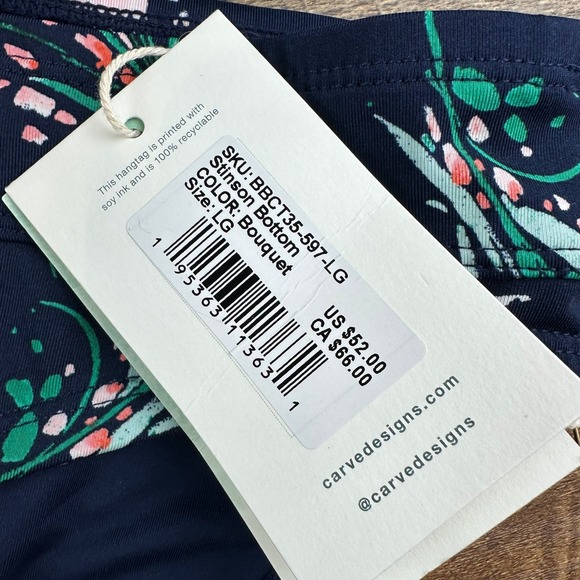 This hangtag is printed with
soy ink and is 100% recyclable
SKU: BBCT35-597-LG
Stinson Bottom
COLOR: Bouquet
Size: LG
1 95363 11363 1
US $52.00
CA $66.00
carvedesigns.com
@carvedesigns